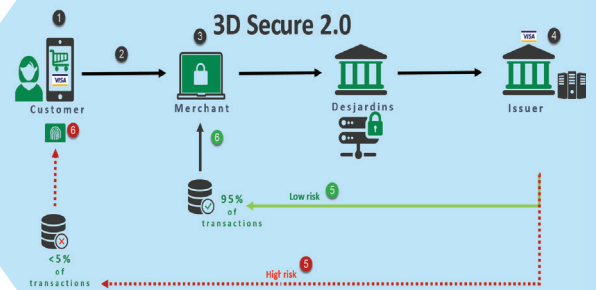 3D Secure 2.0
1
2
3
4
VISA
VISA
Customer
Merchant
Desjardins
Issuer
6
6
95%
of
transactions
Low risk 5
<5%
of
transactions
Higt risk 5